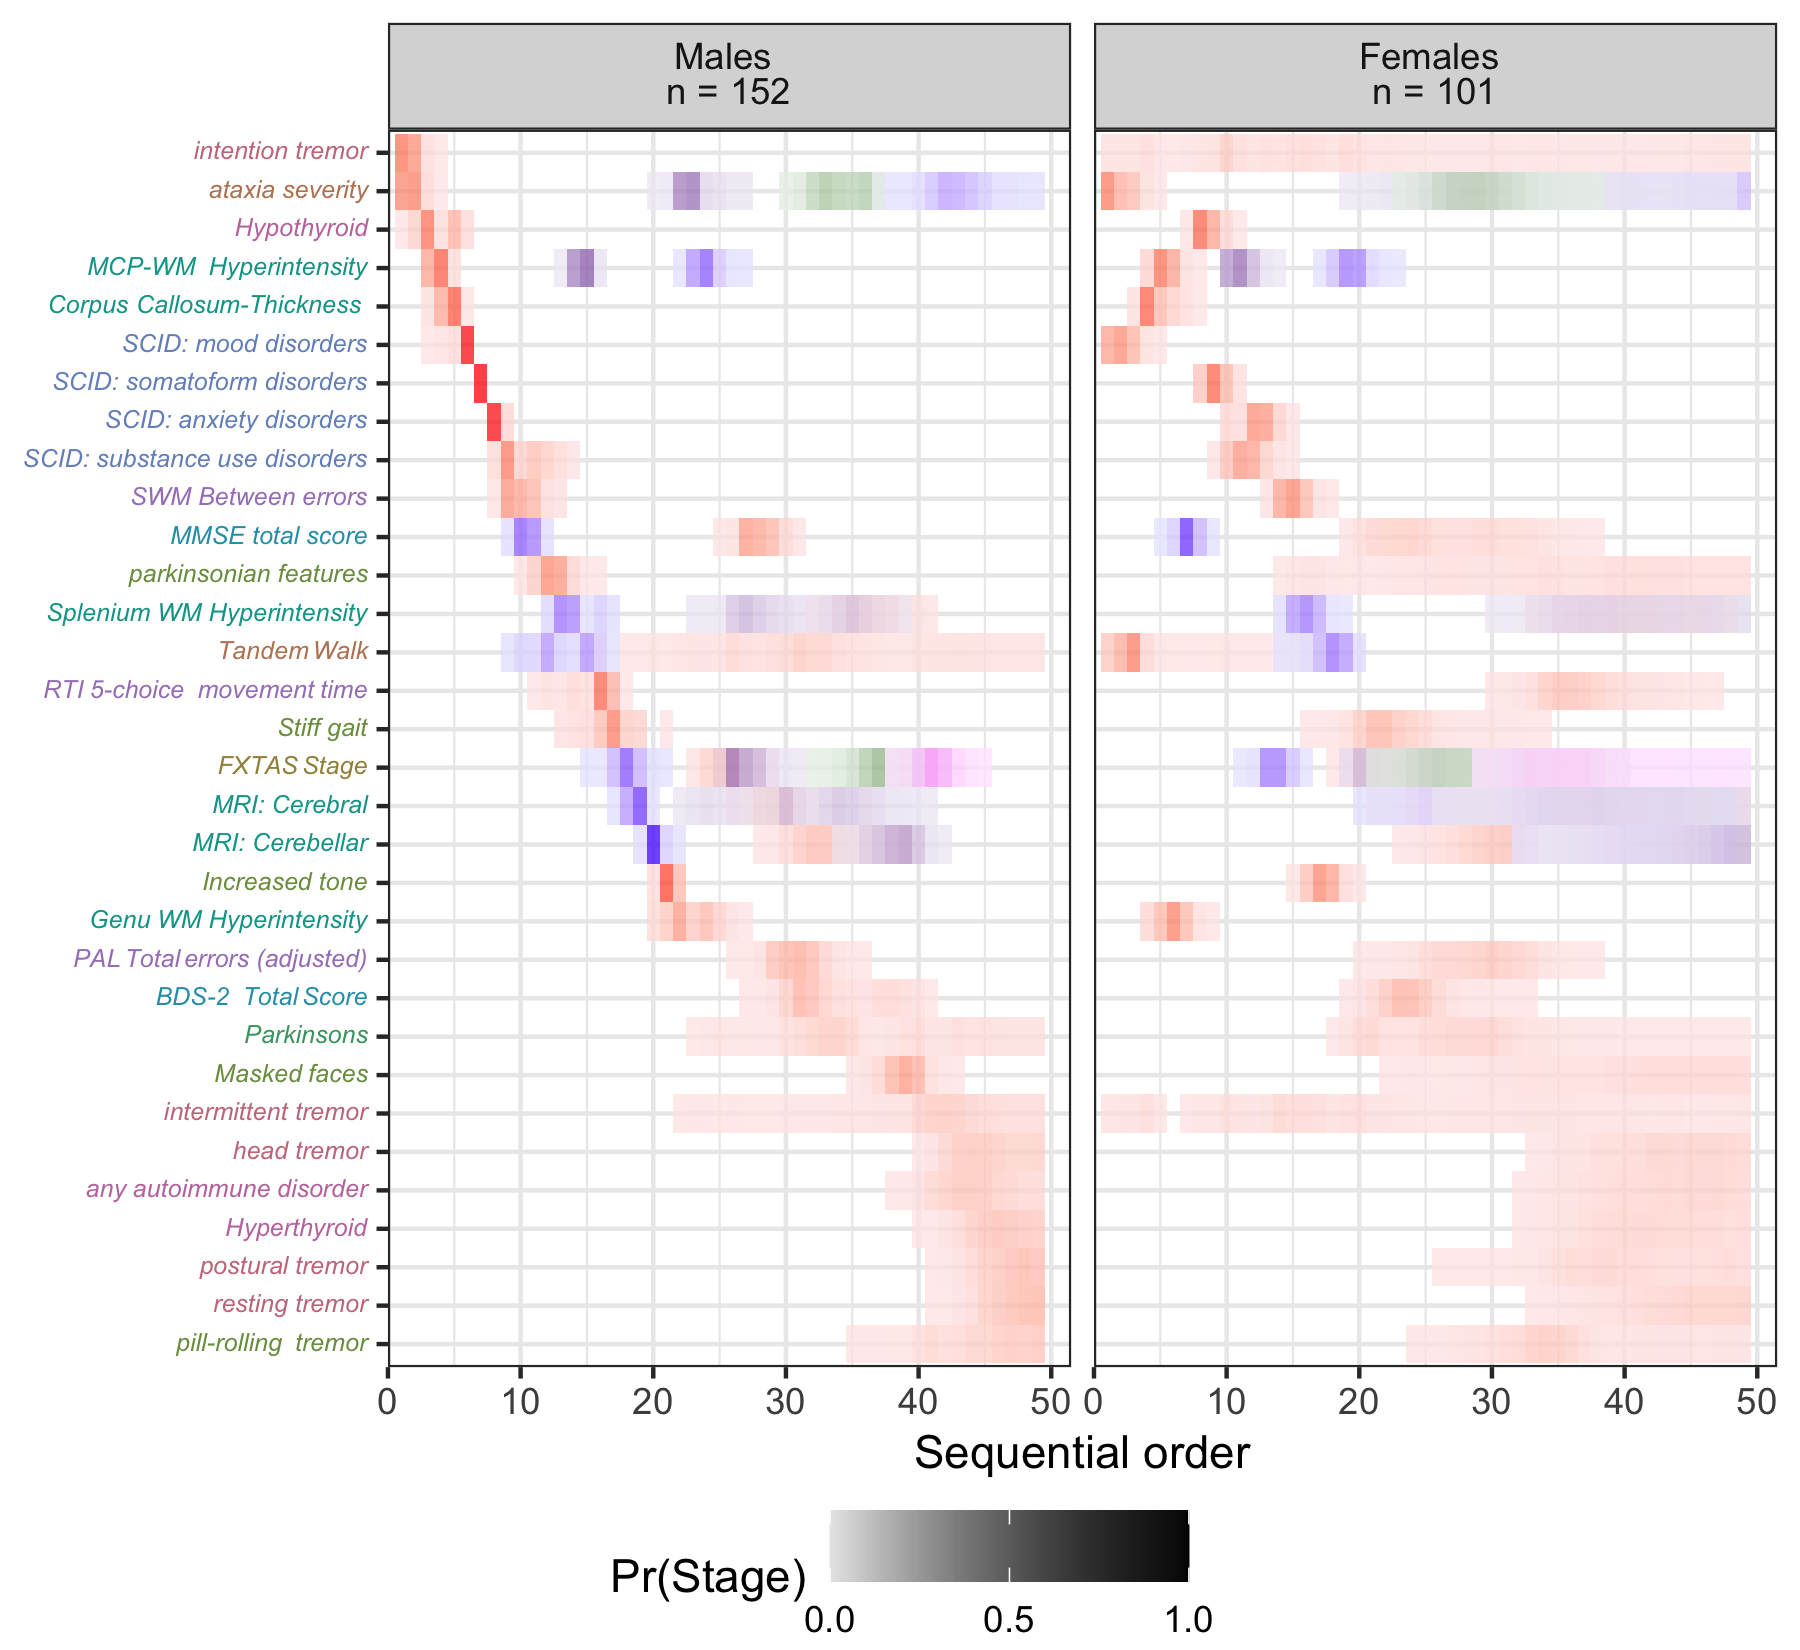 Males
n = 152
Females
n = 101
intention tremor
ataxia severity
Hypothyroid
MCP-WM Hyperintensity
Corpus Callosum-Thickness
SCID: mood disorders
SCID: somatoform disorders
SCID: anxiety disorders
SCID: substance use disorders
SWM Between errors
MMSE total score
parkinsonian features
Splenium WM Hyperintensity
Tandem Walk
RTI 5-choice movement time
Stiff gait
FXTAS Stage
MRI: Cerebral
MRI: Cerebellar
Increased tone
Genu WM Hyperintensity
PAL Total errors (adjusted)
BDS-2 Total Score
Parkinsons
Masked faces
intermittent tremor
head tremor
any autoimmune disorder
Hyperthyroid
postural tremor
resting tremor
pill-rolling tremor
0 10 20 30 40 50 0 10 20 30 40 50
Sequential order
Pr(Stage)
0.0 0.5 1.0